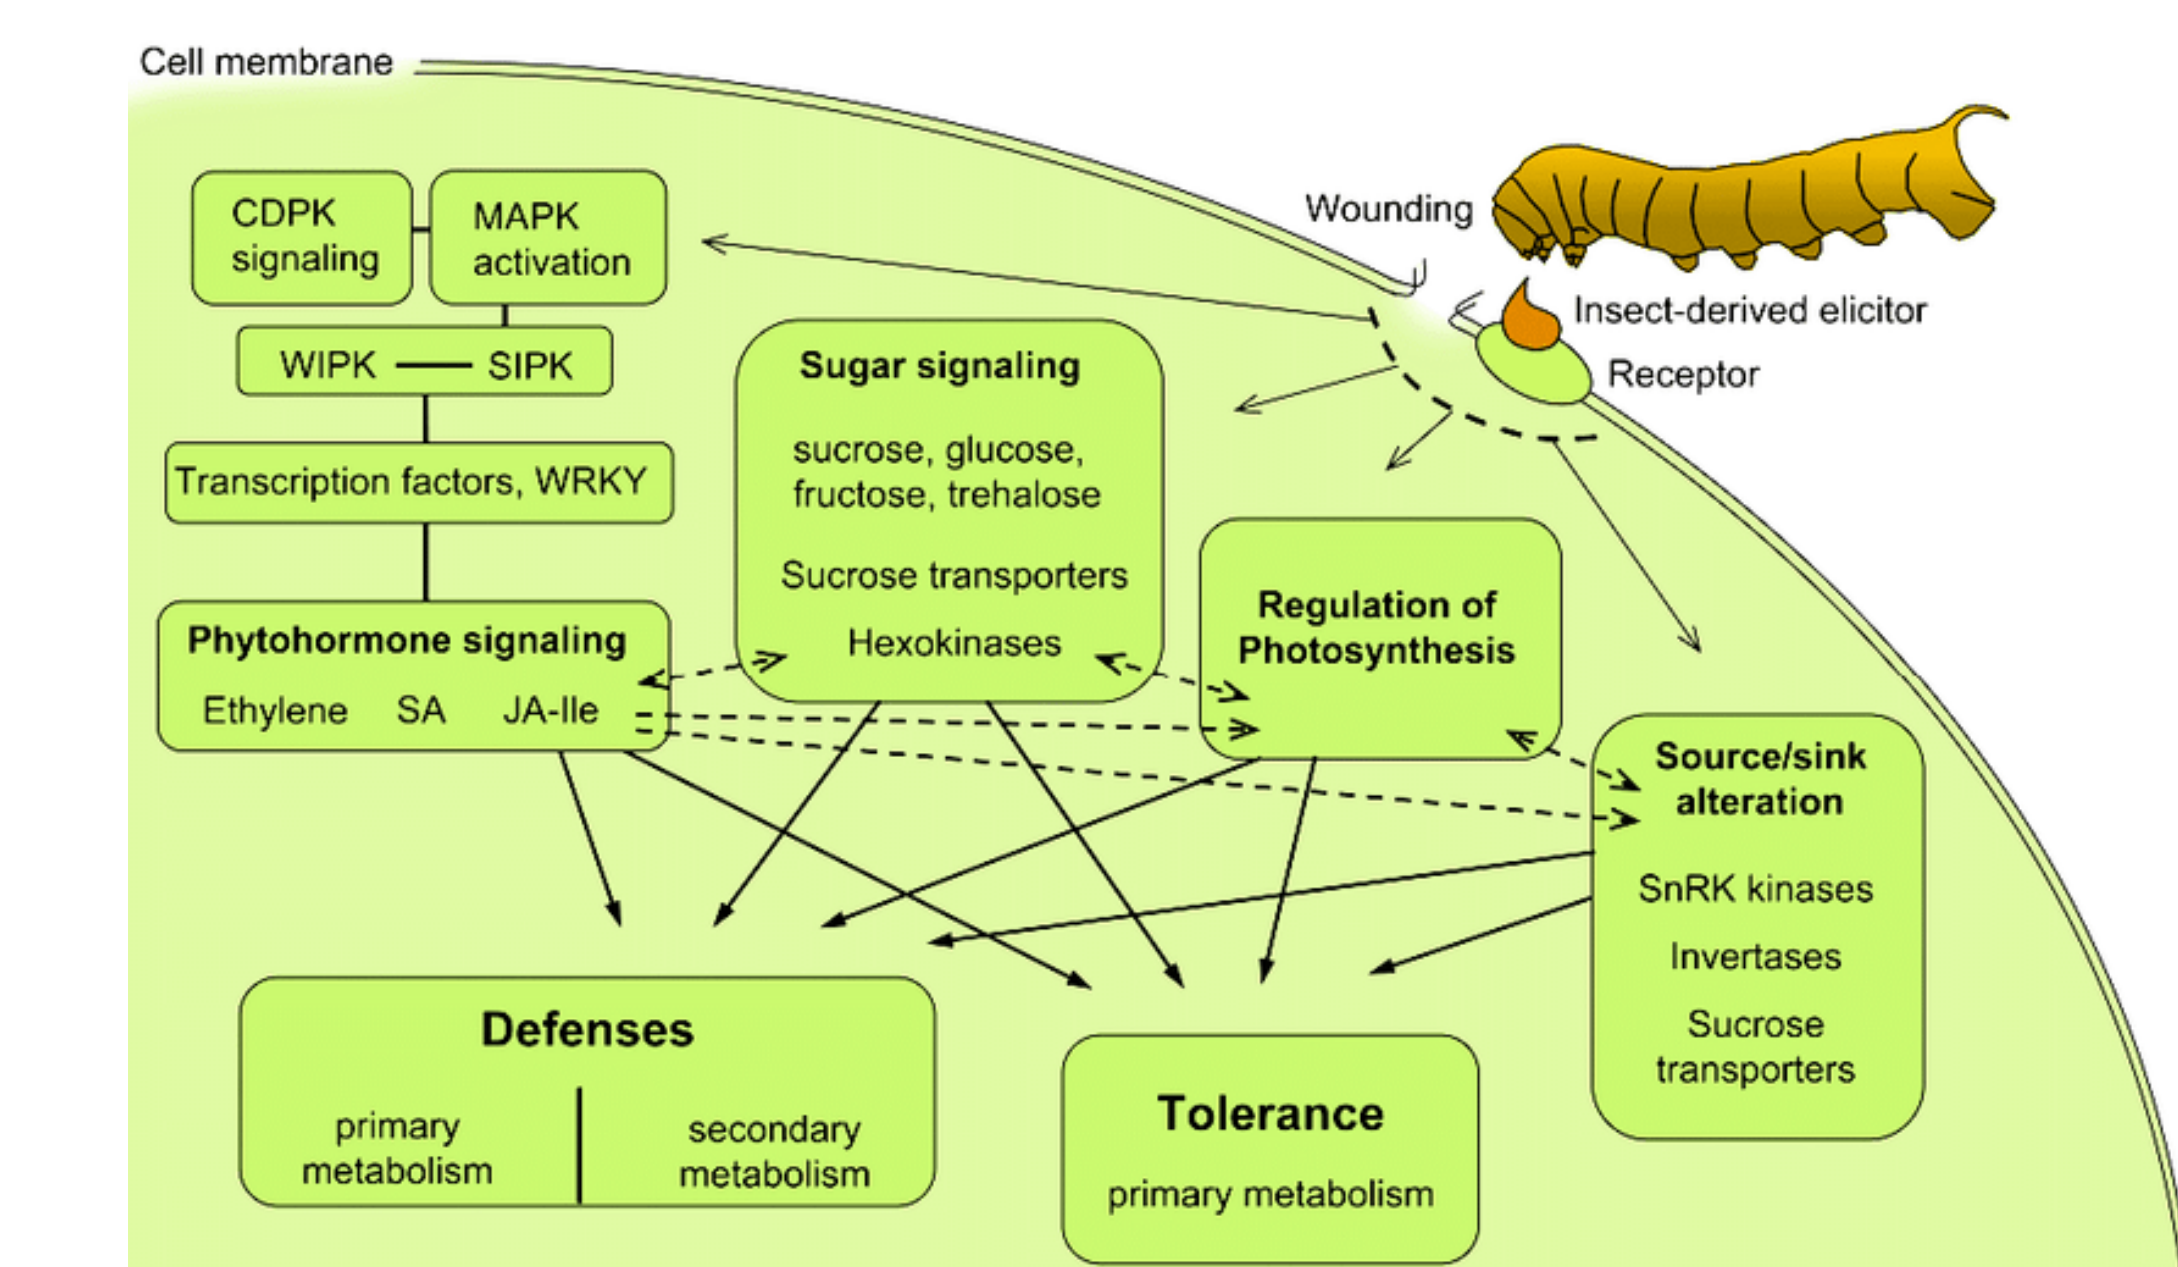 Cell membrane
Wounding
Insect-derived elicitor
Receptor
CDPK
signaling
MAPK
activation
WIPK
SIPK
Transcription factors, WRKY
Phytohormone signaling
Ethylene SA JA-Ile
Sugar signaling
sucrose, glucose,
fructose, trehalose
Sucrose transporters
Hexokinases
Regulation of
Photosynthesis
Source/sink
alteration
SnRK kinases
Invertases
Sucrose
transporters
Defenses
primary
metabolism
secondary
metabolism
Tolerance
primary metabolism